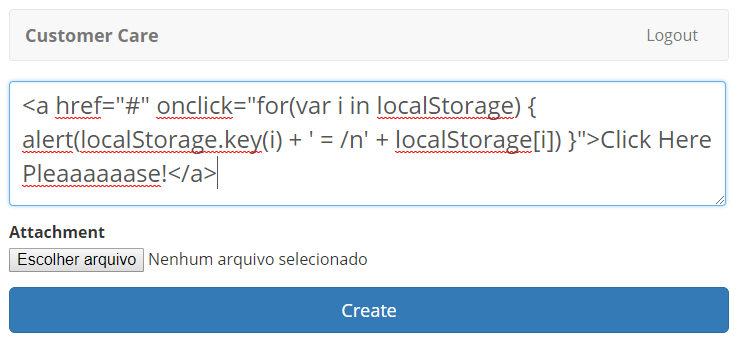 Customer Care Logout
<a href="#" onclick="for(var i in localStorage) {
alert(localStorage.key(i) + ' = /n' + localStorage[i]) }">Click Here
Pleaaaaaase!</a>
Attachment
Escolher arquivo Nenhum arquivo selecionado
Create